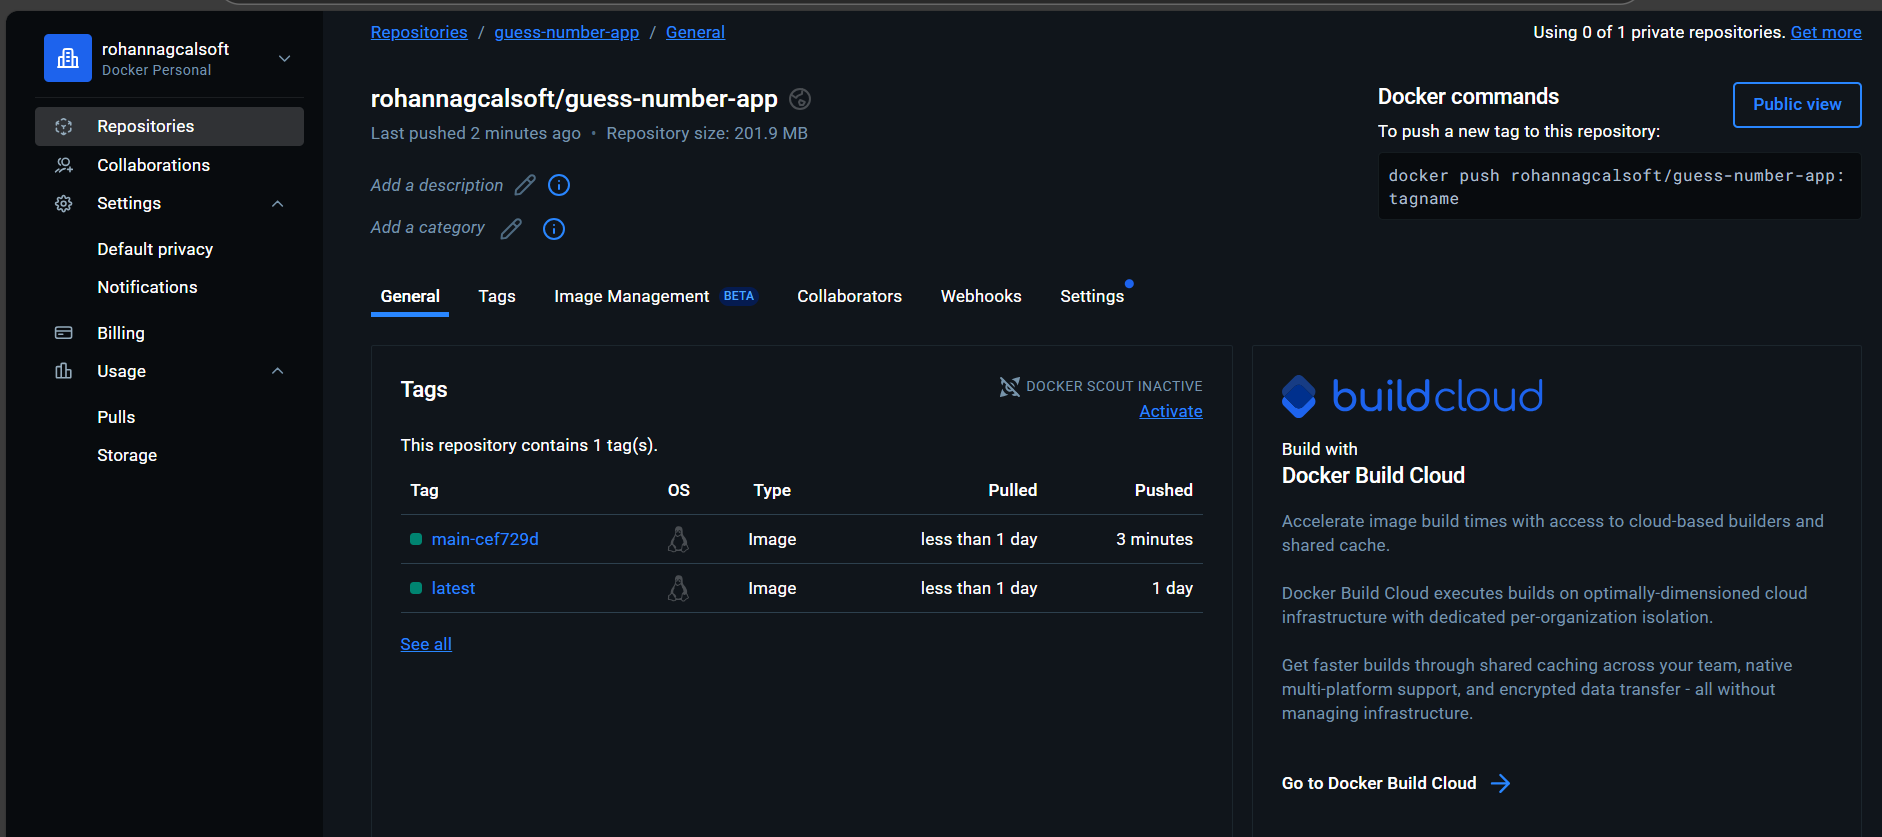 rohannagcalsoft
Docker Personal
Repositories
Collaborations
Settings
Default privacy
Notifications
Billing
Usage
Pulls
Storage
Repositories / guess-number-app / General
Using 0 of 1 private repositories. Get more
rohannagcalsoft/guess-number-app
Last pushed 2 minutes ago • Repository size: 201.9 MB
Add a description
Add a category
Docker commands
Public view
To push a new tag to this repository:
docker push rohannagcalsoft/guess-number-app:
tagname
General Tags Image Management BETA Collaborators Webhooks Settings
Tags
DOCKER SCOUT INACTIVE
Activate
This repository contains 1 tag(s).
Tag OS Type Pulled Pushed
main-cef729d Image less than 1 day 3 minutes
latest Image less than 1 day 1 day
See all
buildcloud
Build with
Docker Build Cloud
Accelerate image build times with access to cloud-based builders and
shared cache.
Docker Build Cloud executes builds on optimally-dimensioned cloud
infrastructure with dedicated per-organization isolation.
Get faster builds through shared caching across your team, native
multi-platform support, and encrypted data transfer - all without
managing infrastructure.
Go to Docker Build Cloud